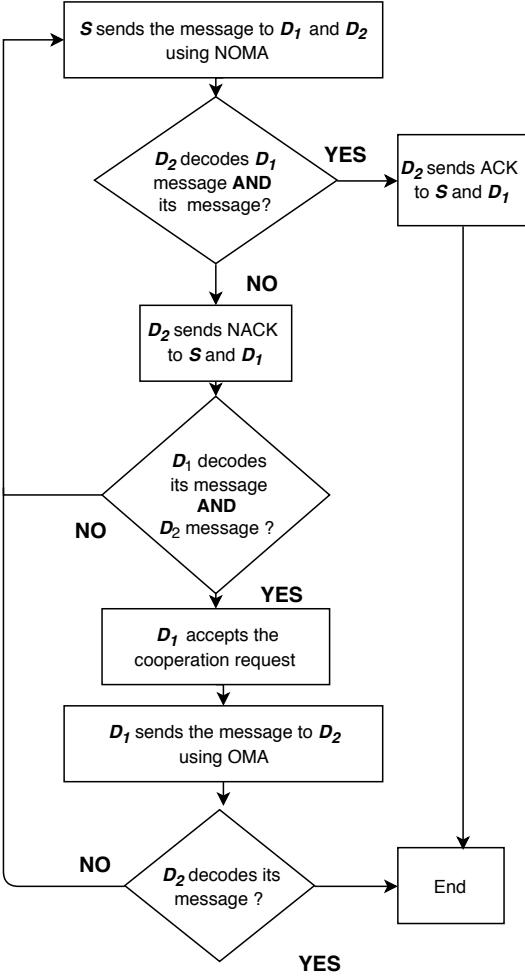 S sends the message to D1 and D2
using NOMA
D2 decodes D1
message AND
its message?
YES
D2 sends ACK
to S and D1
NO
D2 sends NACK
to S and D1
D1 decodes
its message
AND
D2 message ?
NO
YES
D1 accepts the
cooperation request
D1 sends the message to D2
using OMA
NO
D2 decodes its
message ?
End
YES